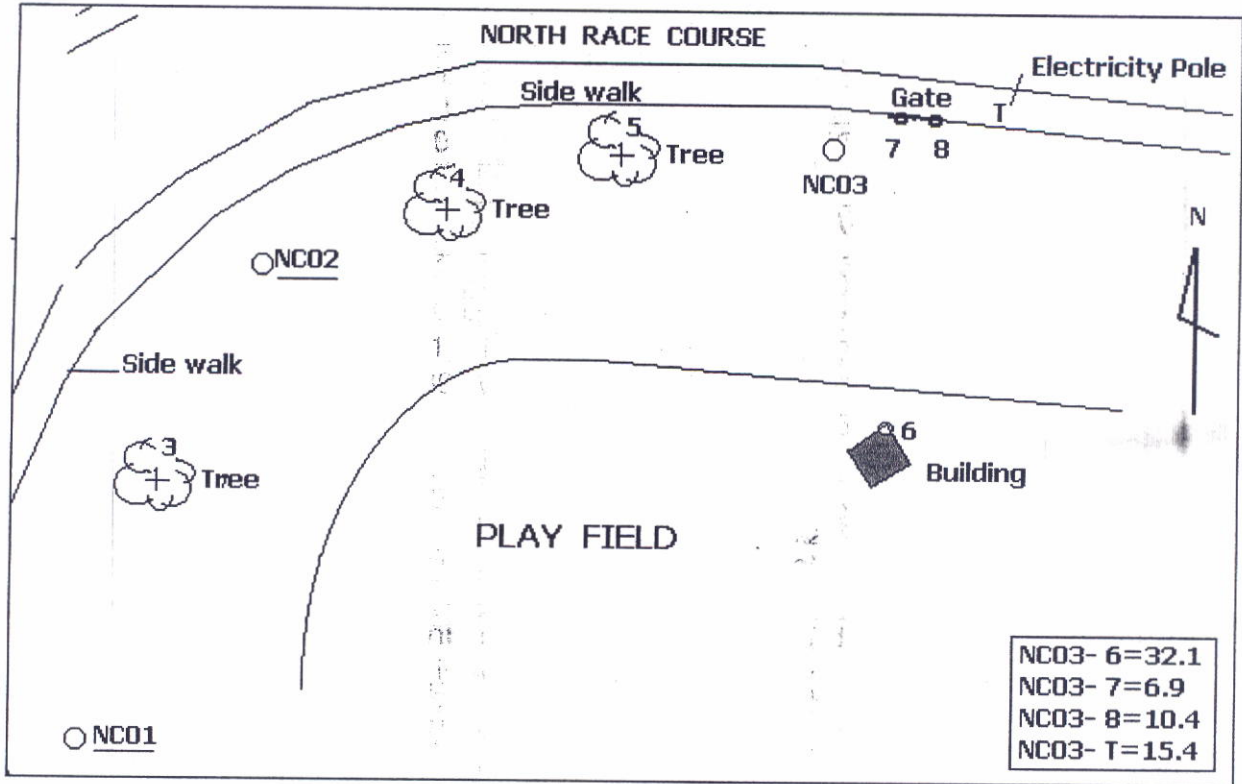 NORTH RACE COURSE
Electricity Pole
Side walk
Gate
T
5
Tree
7 8
NC03
4
Tree
N
NC02
Side walk
6
3
Tree
Building
PLAY FIELD
NC03- 6=32.1
NC03- 7=6.9
NC03- 8=10.4
NC03- T=15.4
NC01